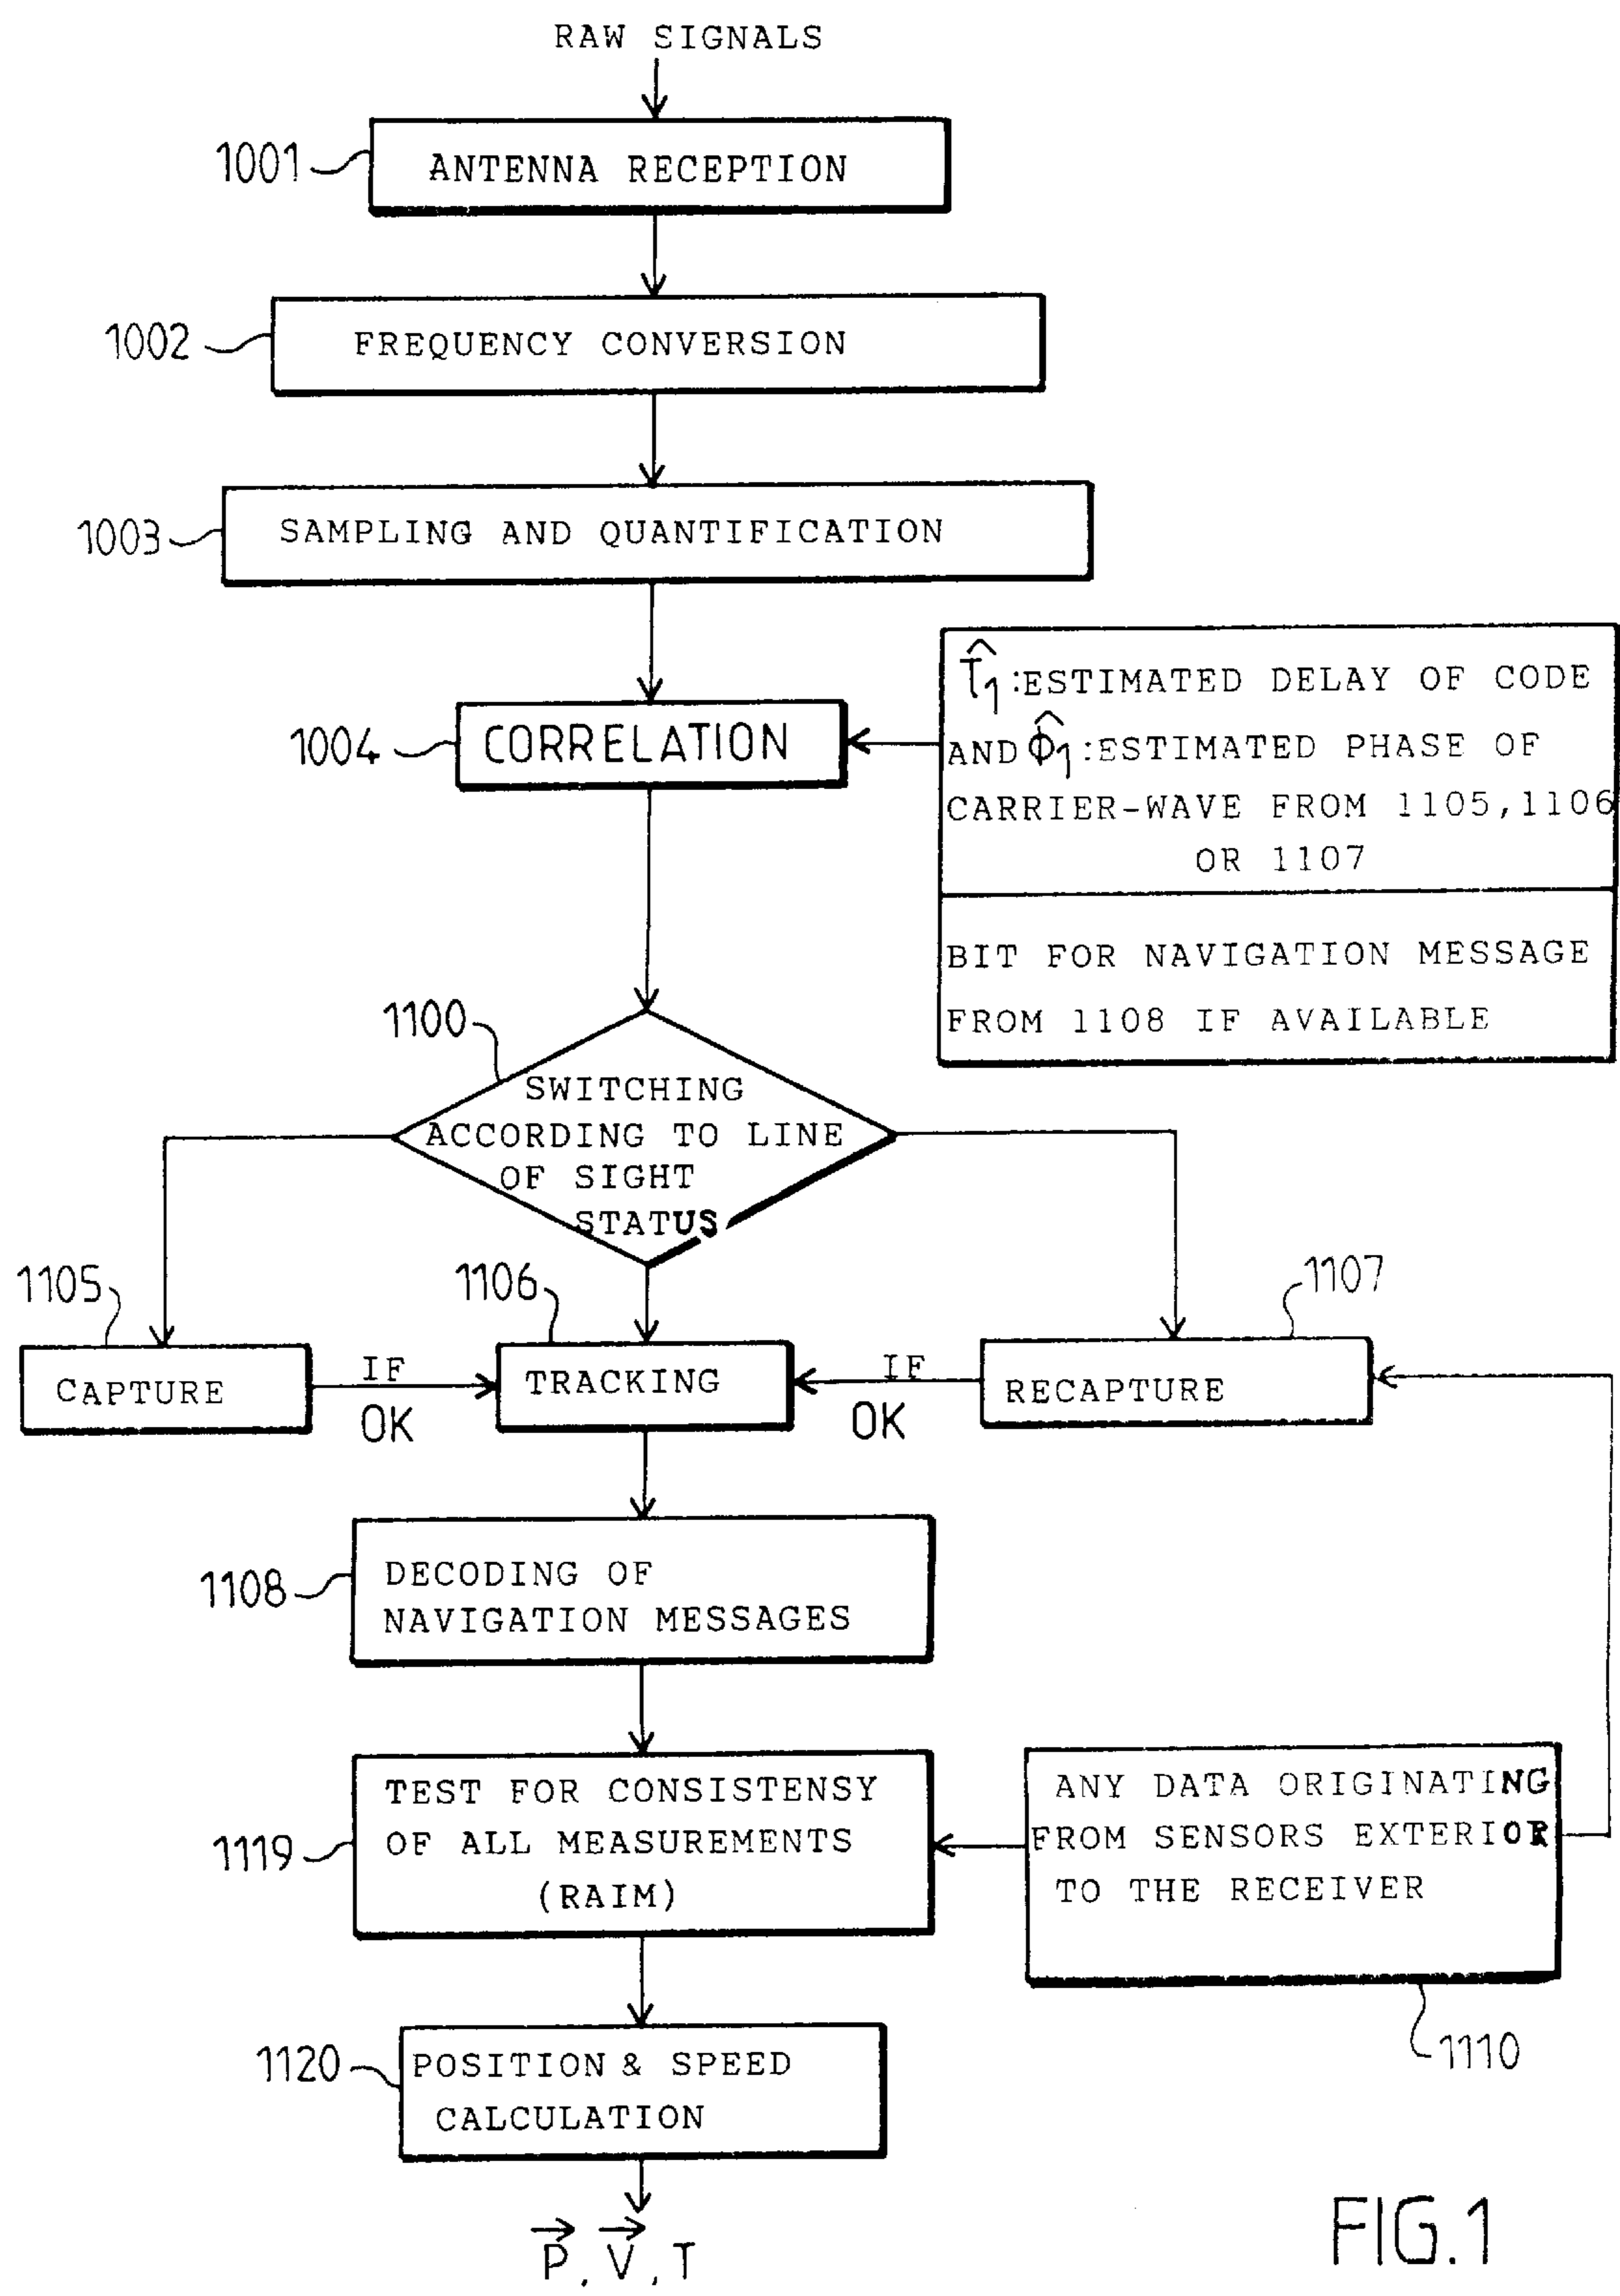 RAW SIGNALS
1001
ANTENNA RECEPTION
1002
FREQUENCY CONVERSION
1003
SAMPLING AND QUANTIFICATION
1004
CORRELATION
T̂1:ESTIMATED DELAY OF CODE
AND Φ̂1:ESTIMATED PHASE OF
CARRIER-WAVE FROM 1105,1106
OR 1107
BIT FOR NAVIGATION MESSAGE
FROM 1108 IF AVAILABLE
1100
SWITCHING
ACCORDING TO LINE
OF SIGHT
STATUS
1105
CAPTURE
IF
OK
1106
TRACKING
IF
OK
1107
RECAPTURE
1108
DECODING OF
NAVIGATION MESSAGES
1119
TEST FOR CONSISTENSY
OF ALL MEASUREMENTS
(RAIM)
ANY DATA ORIGINATING
FROM SENSORS EXTERIOR
TO THE RECEIVER
1110
1120
POSITION & SPEED
CALCULATION
P⃗, V⃗, T
FIG.1